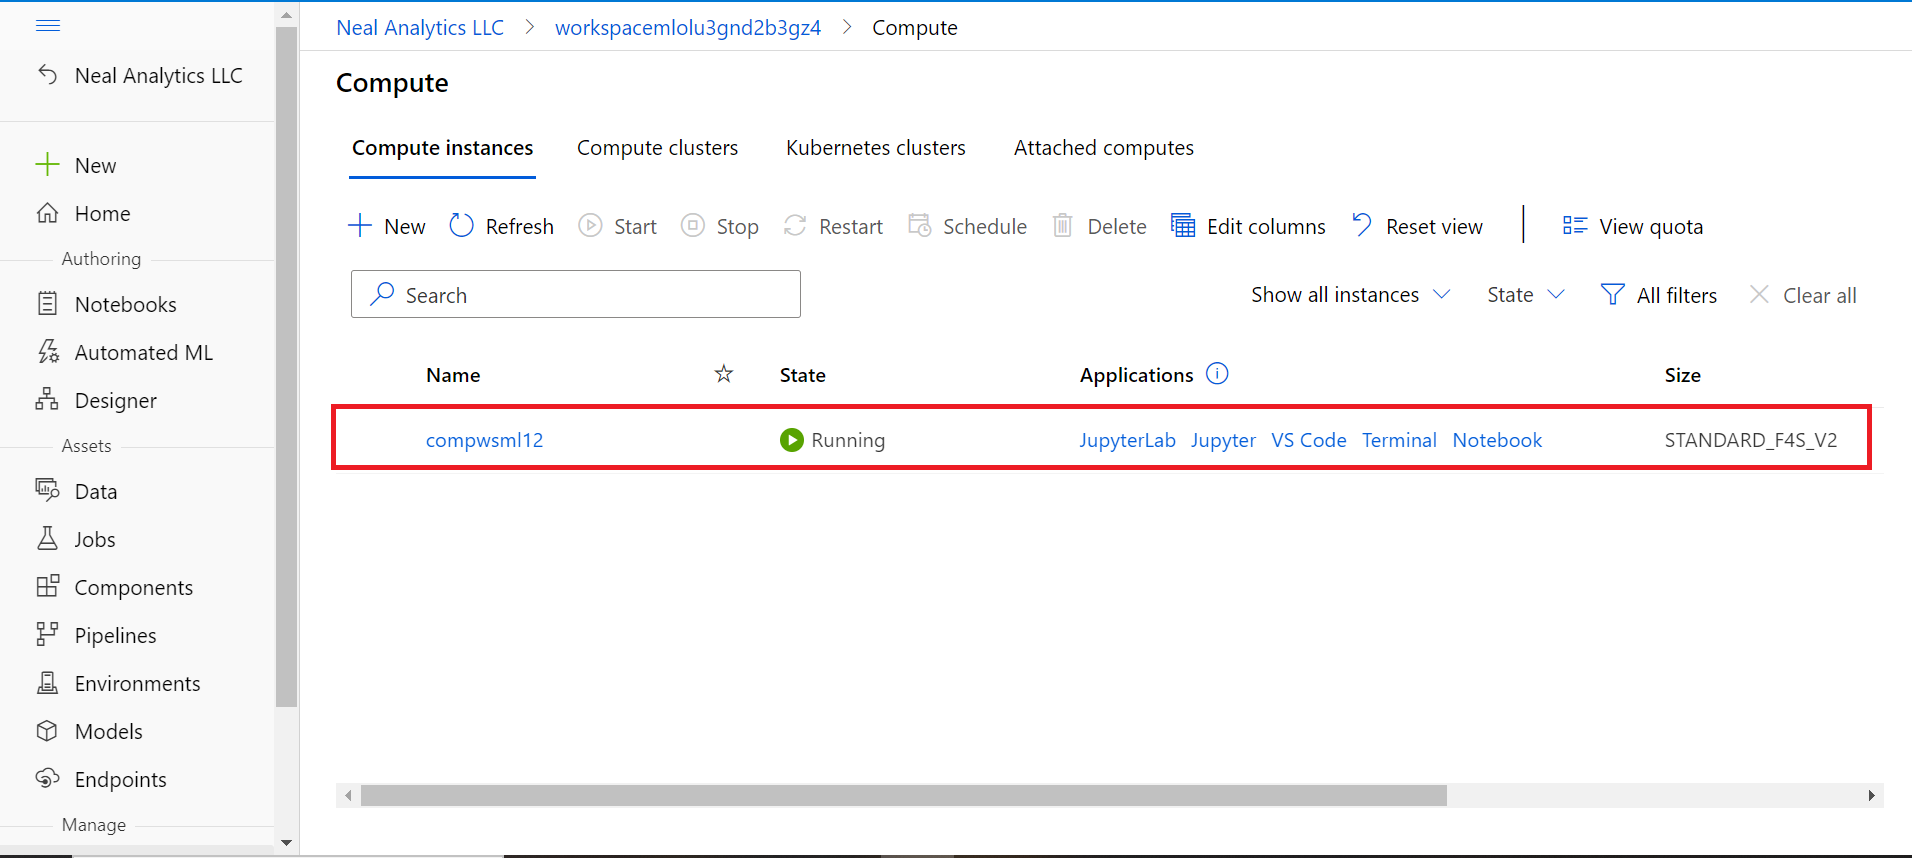 Neal Analytics LLC
New
Home
Authoring
Notebooks
Automated ML
Designer
Assets
Data
Jobs
Components
Pipelines
Environments
Models
Endpoints
Manage
Neal Analytics LLC > workspacemlolu3gnd2b3gz4 > Compute
Compute
Compute instances Compute clusters Kubernetes clusters Attached computes
New Refresh Start Stop Restart Schedule Delete Edit columns Reset view View quota
Search Show all instances State All filters Clear all
Name State Applications Size
compwsml12 Running JupyterLab Jupyter VS Code Terminal Notebook STANDARD_F4S_V2